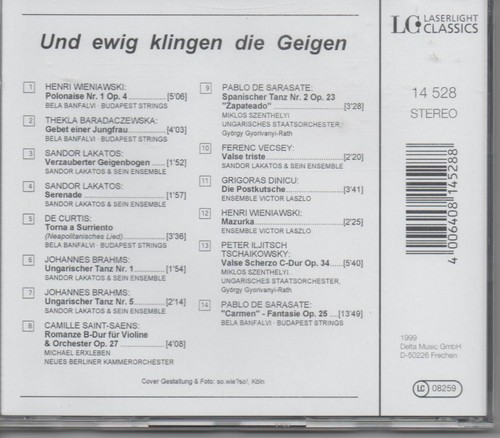 Und ewig klingen die Geigen
LC LASERLIGHT
CLASSICS
14 528
STEREO
1 HENRI WIENIAWSKI:
Polonaise Nr. 1 Op. 4 [5'06]
BELA BANFALVI · BUDAPEST STRINGS
2 THEKLA BARADACZEWSKA:
Gebet einer Jungfrau [4'03]
BELA BANFALVI · BUDAPEST STRINGS
3 SANDOR LAKATOS:
Verzauberter Geigenbogen [1'52]
SANDOR LAKATOS & SEIN ENSEMBLE
4 SANDOR LAKATOS:
Serenade [1'57]
SANDOR LAKATOS & SEIN ENSEMBLE
5 DE CURTIS:
Torna a Surriento
(Neapolitanisches Lied) [3'36]
BELA BANFALVI · BUDAPEST STRINGS
6 JOHANNES BRAHMS:
Ungarischer Tanz Nr. 1 [1'54]
SANDOR LAKATOS & SEIN ENSEMBLE
7 JOHANNES BRAHMS:
Ungarischer Tanz Nr. 5 [2'14]
SANDOR LAKATOS & SEIN ENSEMBLE
8 CAMILLE SAINT-SAENS:
Romanze B-Dur für Violine
& Orchester Op. 27 [4'08]
MICHAEL ERXLEBEN
NEUES BERLINER KAMMERORCHESTER
9 PABLO DE SARASATE:
Spanischer Tanz Nr. 2 Op. 23
"Zapateado" [3'28]
MIKLOS SZENTHELYI
UNGARISCHES STAATSORCHESTER,
György Gyorivanyi-Rath
10 FERENC VECSEY:
Valse triste [2'20]
SANDOR LAKATOS & SEIN ENSEMBLE
11 GRIGORAS DINICU:
Die Postkutsche [3'41]
ENSEMBLE VICTOR LASZLO
12 HENRI WIENIAWSKI:
Mazurka [2'25]
ENSEMBLE VICTOR LASZLO
13 PETER ILJITSCH
TSCHAIKOWSKY:
Valse Scherzo C-Dur Op. 34 [5'40]
MIKLOS SZENTHELYI.
UNGARISCHES STAATSORCHESTER,
György Gyorivanyi-Rath
14 PABLO DE SARASATE:
"Carmen" - Fantasie Op. 25 [13'49]
BELA BANFALVI · BUDAPEST STRINGS
Cover Gestaltung & Foto: so.wie?so!, Köln
4 006408 145288
1999
Delta Music GmbH
D-50226 Frechen
LC 08259